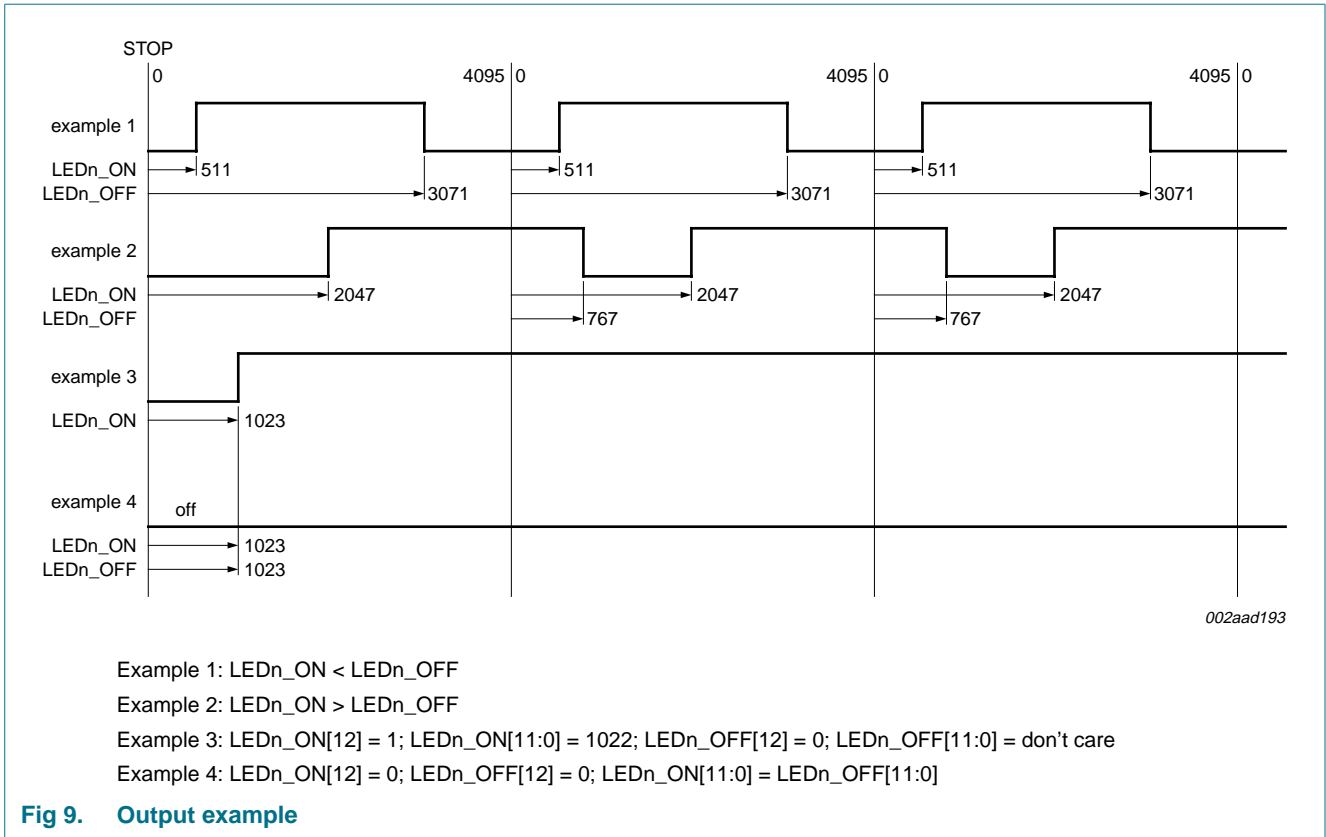 STOP
0 4095 0 4095 0 4095 0
example 1
LEDn_ON 511 511 511
LEDn_OFF 3071 3071 3071
example 2
LEDn_ON 2047 2047 2047
LEDn_OFF 767 767
example 3
LEDn_ON 1023
example 4 off
LEDn_ON 1023
LEDn_OFF 1023
002aad193
Example 1: LEDn_ON < LEDn_OFF
Example 2: LEDn_ON > LEDn_OFF
Example 3: LEDn_ON[12] = 1; LEDn_ON[11:0] = 1022; LEDn_OFF[12] = 0; LEDn_OFF[11:0] = don't care
Example 4: LEDn_ON[12] = 0; LEDn_OFF[12] = 0; LEDn_ON[11:0] = LEDn_OFF[11:0]
Fig 9. Output example